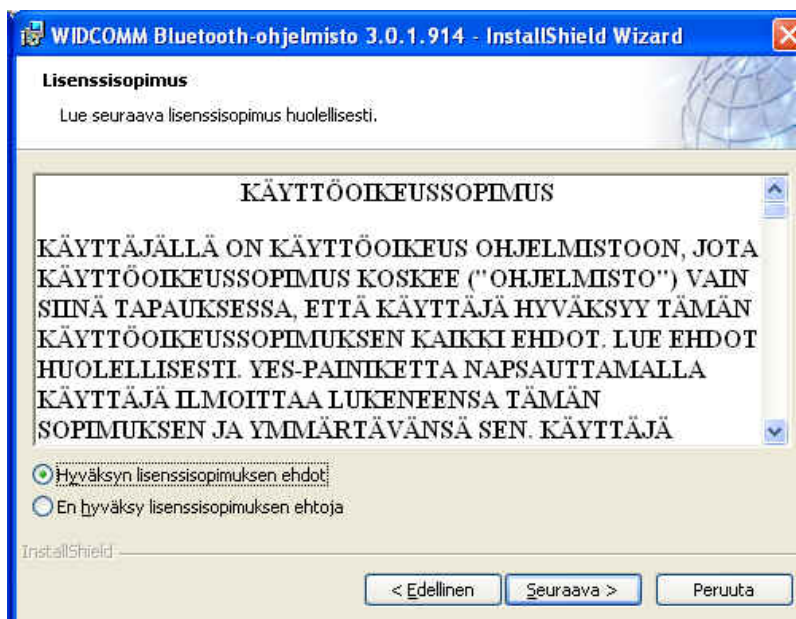 WIDCOMM Bluetooth-ohjelmisto 3.0.1.914 - InstallShield Wizard
Lisenssisopimus
Lue seuraava lisenssisopimus huolellisesti.
KÄYTTÖOIKEUSSOPIMUS
KÄYTTÄJÄLLÄ ON KÄYTTÖOIKEUS OHJELMISTOON, JOTA
KÄYTTÖOIKEUSSOPIMUS KOSKEE ("OHJELMISTO") VAIN
SIINÄ TAPAUKSESSA, ETTÄ KÄYTTÄJÄ HYVÄKSYY TÄMÄN
KÄYTTÖOIKEUSSOPIMUKSEN KAIKKI EHDOT. LUE EHDOT
HUOLELLISESTI. YES-PAINIKETTA NAPSAUTTAMALLA
KÄYTTÄJÄ ILMOITTAA LUKENEENSA TÄMÄN
SOPIMUKSEN JA YMMÄRTÄVÄNSÄ SEN. KÄYTTÄJÄ
Hyväksyn lisenssisopimuksen ehdot
En hyväksy lisenssisopimuksen ehtoja
InstallShield
< Edellinen Seuraava > Peruuta